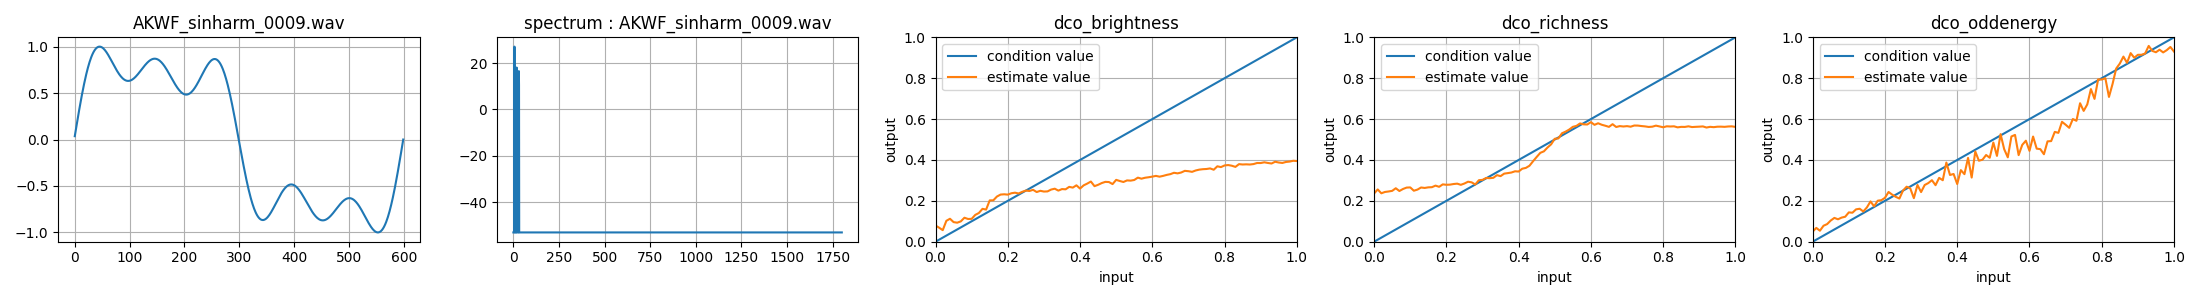 AKWF_sinharm_0009.wav
1.0
0.5
0.0
−0.5
−1.0
0 100 200 300 400 500 600
spectrum : AKWF_sinharm_0009.wav
20
0
−20
−40
0 250 500 750 1000 1250 1500 1750
dco_brightness
condition value
estimate value
output
1.0
0.8
0.6
0.4
0.2
0.0
0.0 0.2 0.4 0.6 0.8 1.0
input
dco_richness
condition value
estimate value
output
1.0
0.8
0.6
0.4
0.2
0.0
0.0 0.2 0.4 0.6 0.8 1.0
input
dco_oddenergy
condition value
estimate value
output
1.0
0.8
0.6
0.4
0.2
0.0
0.0 0.2 0.4 0.6 0.8 1.0
input